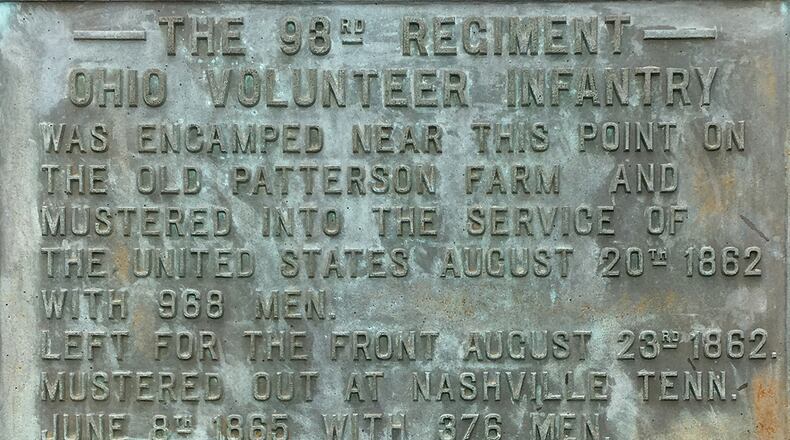 — THE 93RD REGIMENT —
OHIO VOLUNTEER INFANTRY
WAS ENCAMPED NEAR THIS POINT ON
THE OLD PATTERSON FARM AND
MUSTERED INTO THE SERVICE OF
THE UNITED STATES AUGUST 20TH 1862
WITH 968 MEN.
LEFT FOR THE FRONT AUGUST 23RD 1862.
MUSTERED OUT AT NASHVILLE TENN.
JUNE 8TH 1865 WITH 376 MEN.